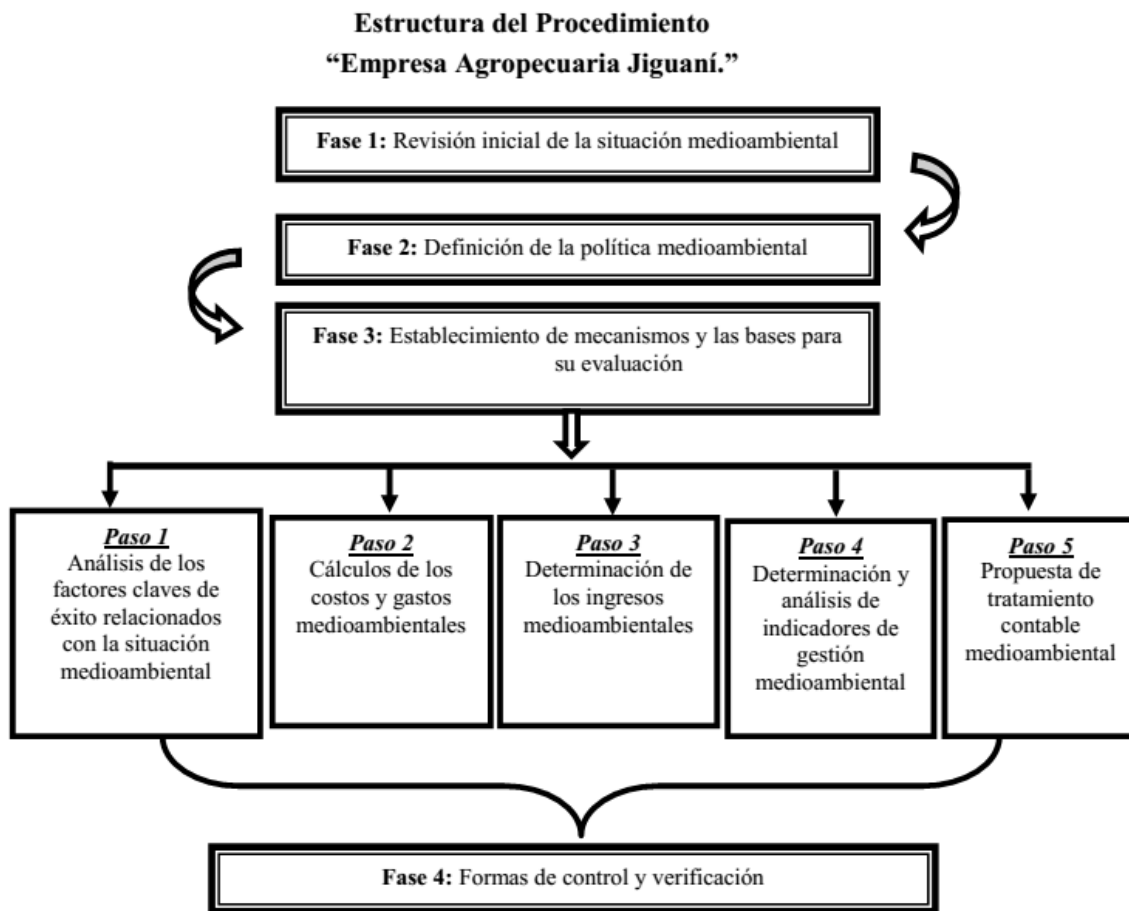 Estructura del Procedimiento
“Empresa Agropecuaria Jiguaní.”
Fase 1: Revisión inicial de la situación medioambiental
Fase 2: Definición de la política medioambiental
Fase 3: Establecimiento de mecanismos y las bases para
su evaluación
Paso 1
Análisis de los
factores claves de
éxito relacionados
con la situación
medioambiental
Paso 2
Cálculos de los
costos y gastos
medioambientales
Paso 3
Determinación de
los ingresos
medioambientales
Paso 4
Determinación y
análisis de
indicadores de
gestión
medioambiental
Paso 5
Propuesta de
tratamiento
contable
medioambiental
Fase 4: Formas de control y verificación